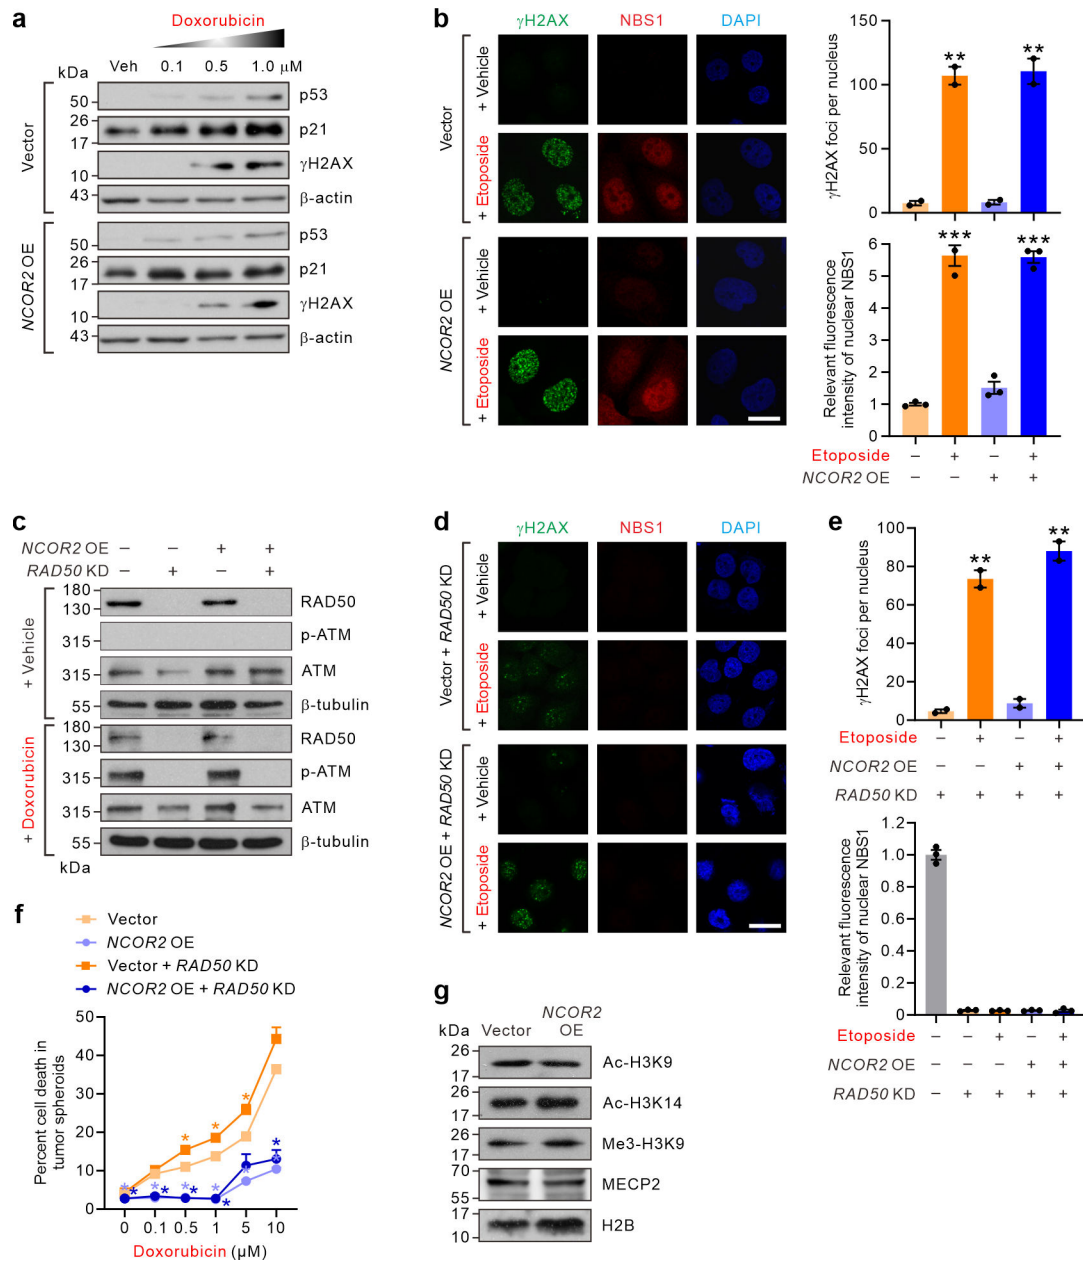 a
Doxorubicin
kDa Veh 0.1 0.5 1.0 μM
Vector
50 p53
26
17 p21
10 γH2AX
43 β-actin
NCOR2 OE
50 p53
26
17 p21
10 γH2AX
43 β-actin
b
γH2AX NBS1 DAPI
Vector
+ Vehicle
+ Etoposide
NCOR2 OE
+ Vehicle
+ Etoposide
γH2AX foci per nucleus
150
100
50
0
** **
Relevant fluorescence
intensity of nuclear NBS1
6
5
4
3
2
1
0
*** ***
Etoposide − + − +
NCOR2 OE − − + +
c
NCOR2 OE − − + +
RAD50 KD − + − +
+ Vehicle
180
130 RAD50
315 p-ATM
315 ATM
55 β-tubulin
+ Doxorubicin
180
130 RAD50
315 p-ATM
315 ATM
55 β-tubulin
kDa
d
γH2AX NBS1 DAPI
Vector + RAD50 KD
+ Vehicle
+ Etoposide
NCOR2 OE + RAD50 KD
+ Vehicle
+ Etoposide
e
γH2AX foci per nucleus
100
80
60
40
20
0
** **
Etoposide − + − +
NCOR2 OE − − + +
RAD50 KD + + + +
Relevant fluorescence
intensity of nuclear NBS1
1.2
1.0
0.8
0.6
0.4
0.2
0
Etoposide − − + − +
NCOR2 OE − − − + +
RAD50 KD − + + + +
f
Vector
NCOR2 OE
Vector + RAD50 KD
NCOR2 OE + RAD50 KD
Percent cell death in
tumor spheroids
50
40
30
20
10
0
* * * * * * * * * * * * *
0 0.1 0.5 1 5 10
Doxorubicin (μM)
g
kDa Vector NCOR2
OE
26
17 Ac-H3K9
26
17 Ac-H3K14
26
17 Me3-H3K9
70
55 MECP2
17
10 H2B